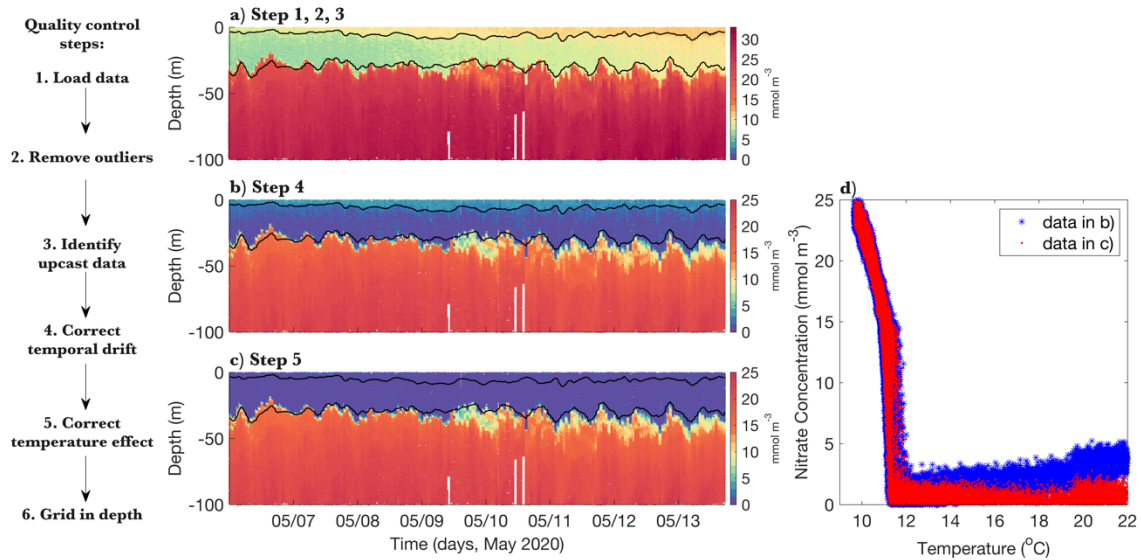 Quality control
steps:
1. Load data
2. Remove outliers
3. Identify
upcast data
4. Correct
temporal drift
5. Correct
temperature effect
6. Grid in depth
a) Step 1, 2, 3
0
-50
-100
Depth (m)
30
25
20
15
10
5
0
mmol m⁻³
b) Step 4
0
-50
-100
Depth (m)
25
20
15
10
5
0
mmol m⁻³
c) Step 5
0
-50
-100
Depth (m)
25
20
15
10
5
0
mmol m⁻³
05/07 05/08 05/09 05/10 05/11 05/12 05/13
Time (days, May 2020)
d)
25
20
15
10
5
0
Nitrate Concentration (mmol m⁻³)
data in b)
data in c)
10 12 14 16 18 20 22
Temperature (°C)